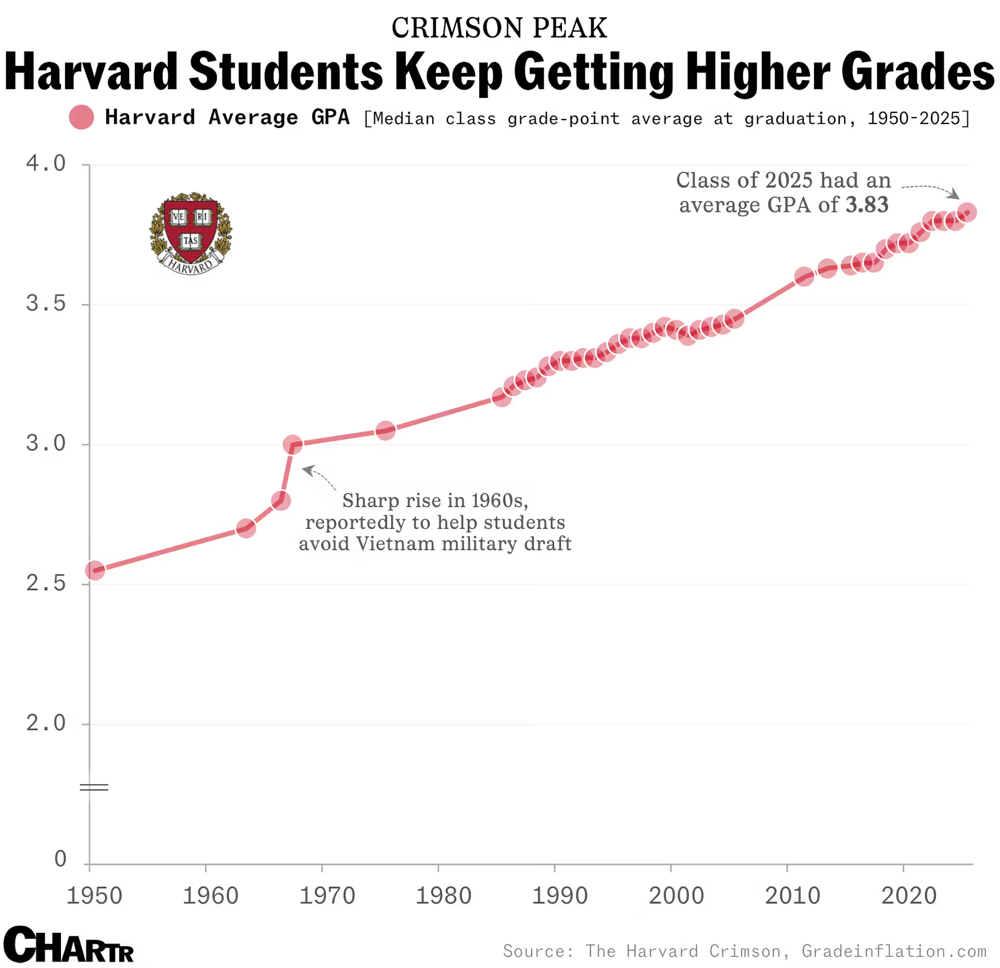 CRIMSON PEAK
Harvard Students Keep Getting Higher Grades
Harvard Average GPA [Median class grade-point average at graduation, 1950-2025]
4.0
Class of 2025 had an
average GPA of 3.83
VE RI
TAS
HARVARD
3.5
3.0
Sharp rise in 1960s,
reportedly to help students
avoid Vietnam military draft
2.5
2.0
0
1950 1960 1970 1980 1990 2000 2010 2020
CHARTR
Source: The Harvard Crimson, Gradeinflation.com